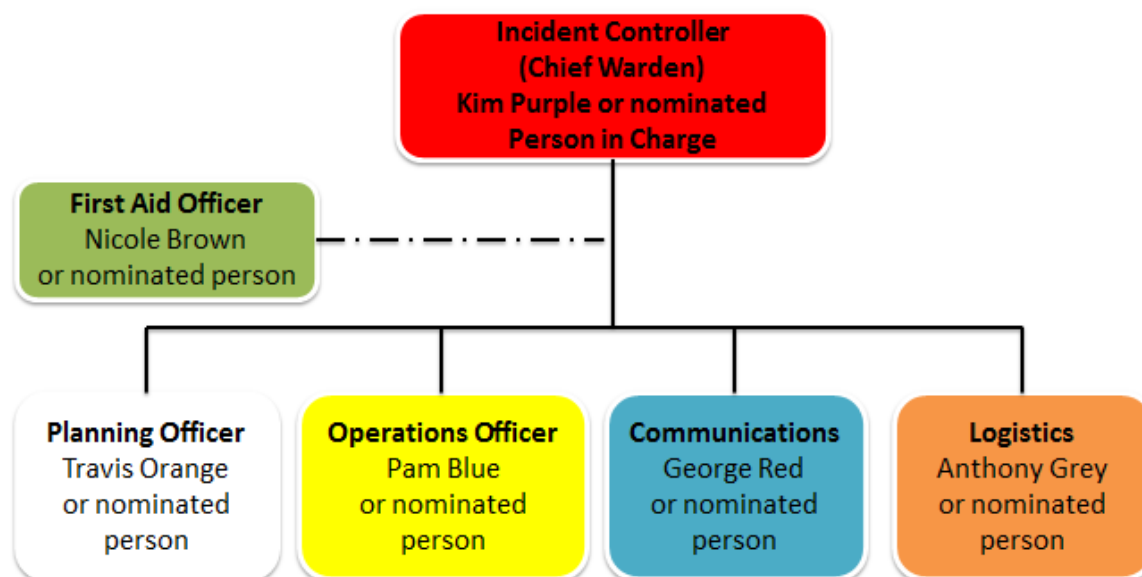 Incident Controller
(Chief Warden)
Kim Purple or nominated
Person in Charge
First Aid Officer
Nicole Brown
or nominated person
Planning Officer
Travis Orange
or nominated
person
Operations Officer
Pam Blue
or nominated
person
Communications
George Red
or nominated
person
Logistics
Anthony Grey
or nominated
person